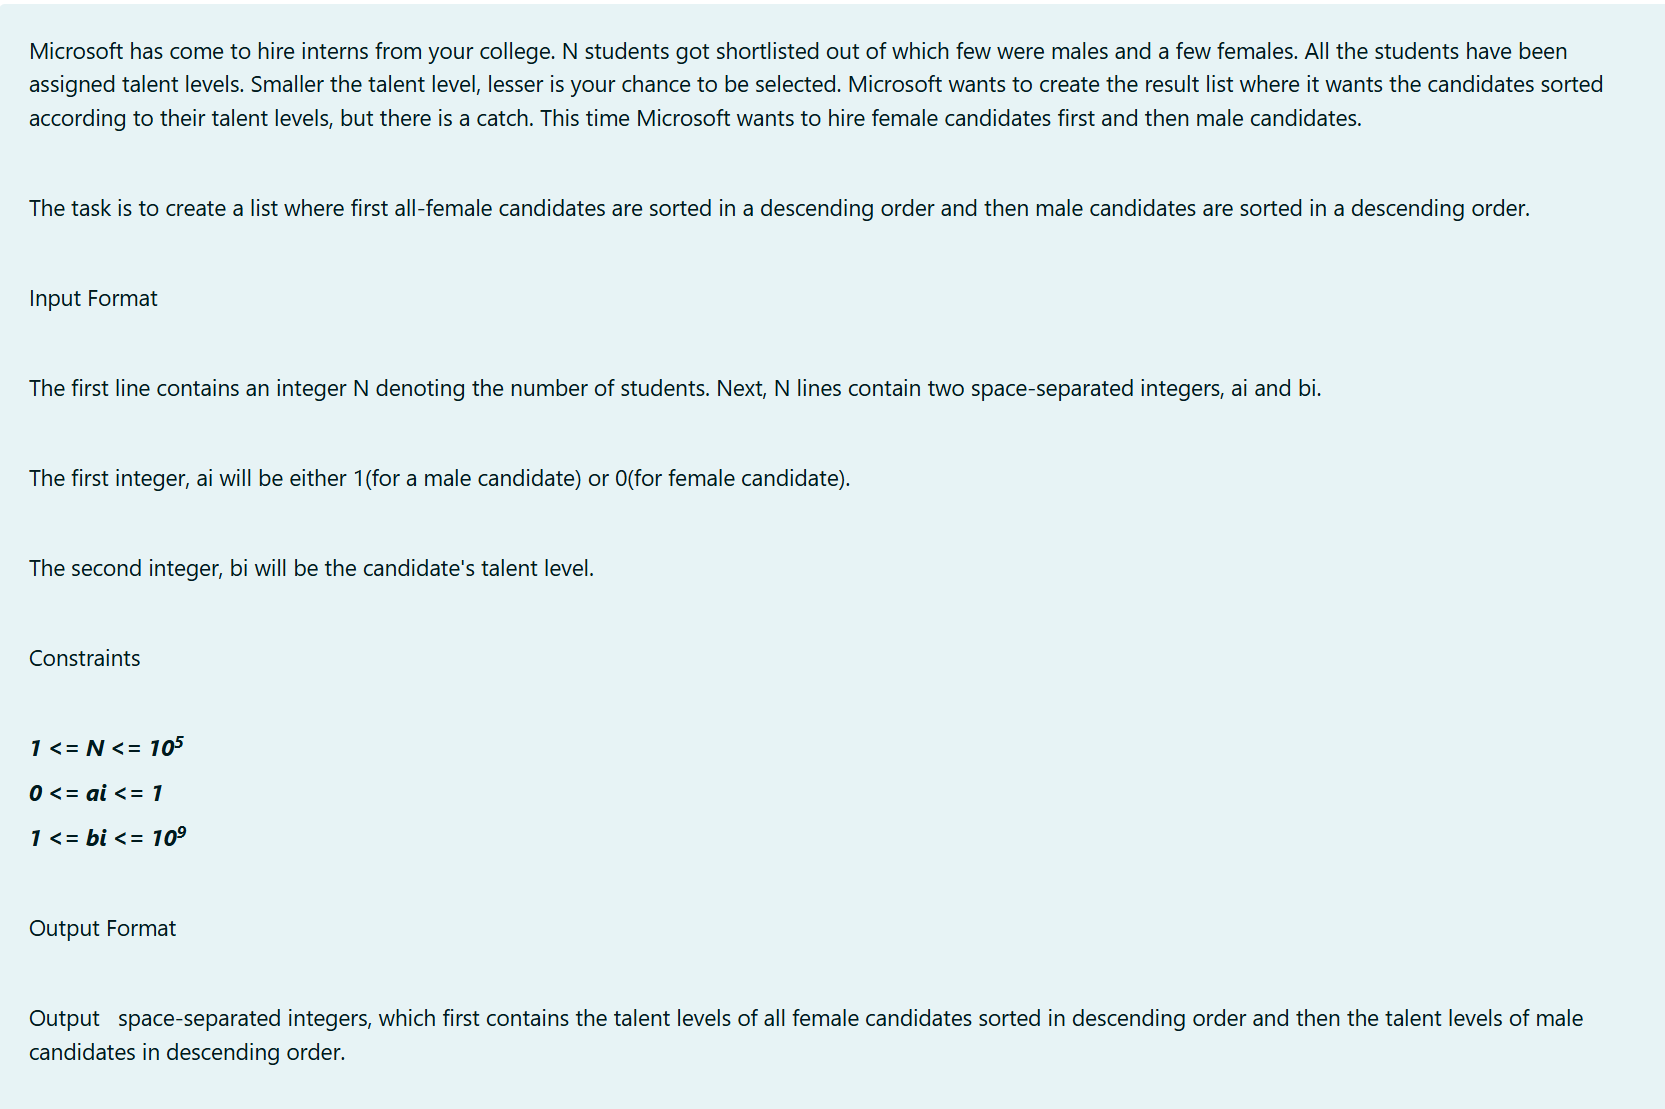 Microsoft has come to hire interns from your college. N students got shortlisted out of which few were males and a few females. All the students have been
assigned talent levels. Smaller the talent level, lesser is your chance to be selected. Microsoft wants to create the result list where it wants the candidates sorted
according to their talent levels, but there is a catch. This time Microsoft wants to hire female candidates first and then male candidates.
The task is to create a list where first all-female candidates are sorted in a descending order and then male candidates are sorted in a descending order.
Input Format
The first line contains an integer N denoting the number of students. Next, N lines contain two space-separated integers, ai and bi.
The first integer, ai will be either 1(for a male candidate) or 0(for female candidate).
The second integer, bi will be the candidate's talent level.
Constraints
1 <= N <= 10⁵
0 <= ai <= 1
1 <= bi <= 10⁹
Output Format
Output   space-separated integers, which first contains the talent levels of all female candidates sorted in descending order and then the talent levels of male
candidates in descending order.